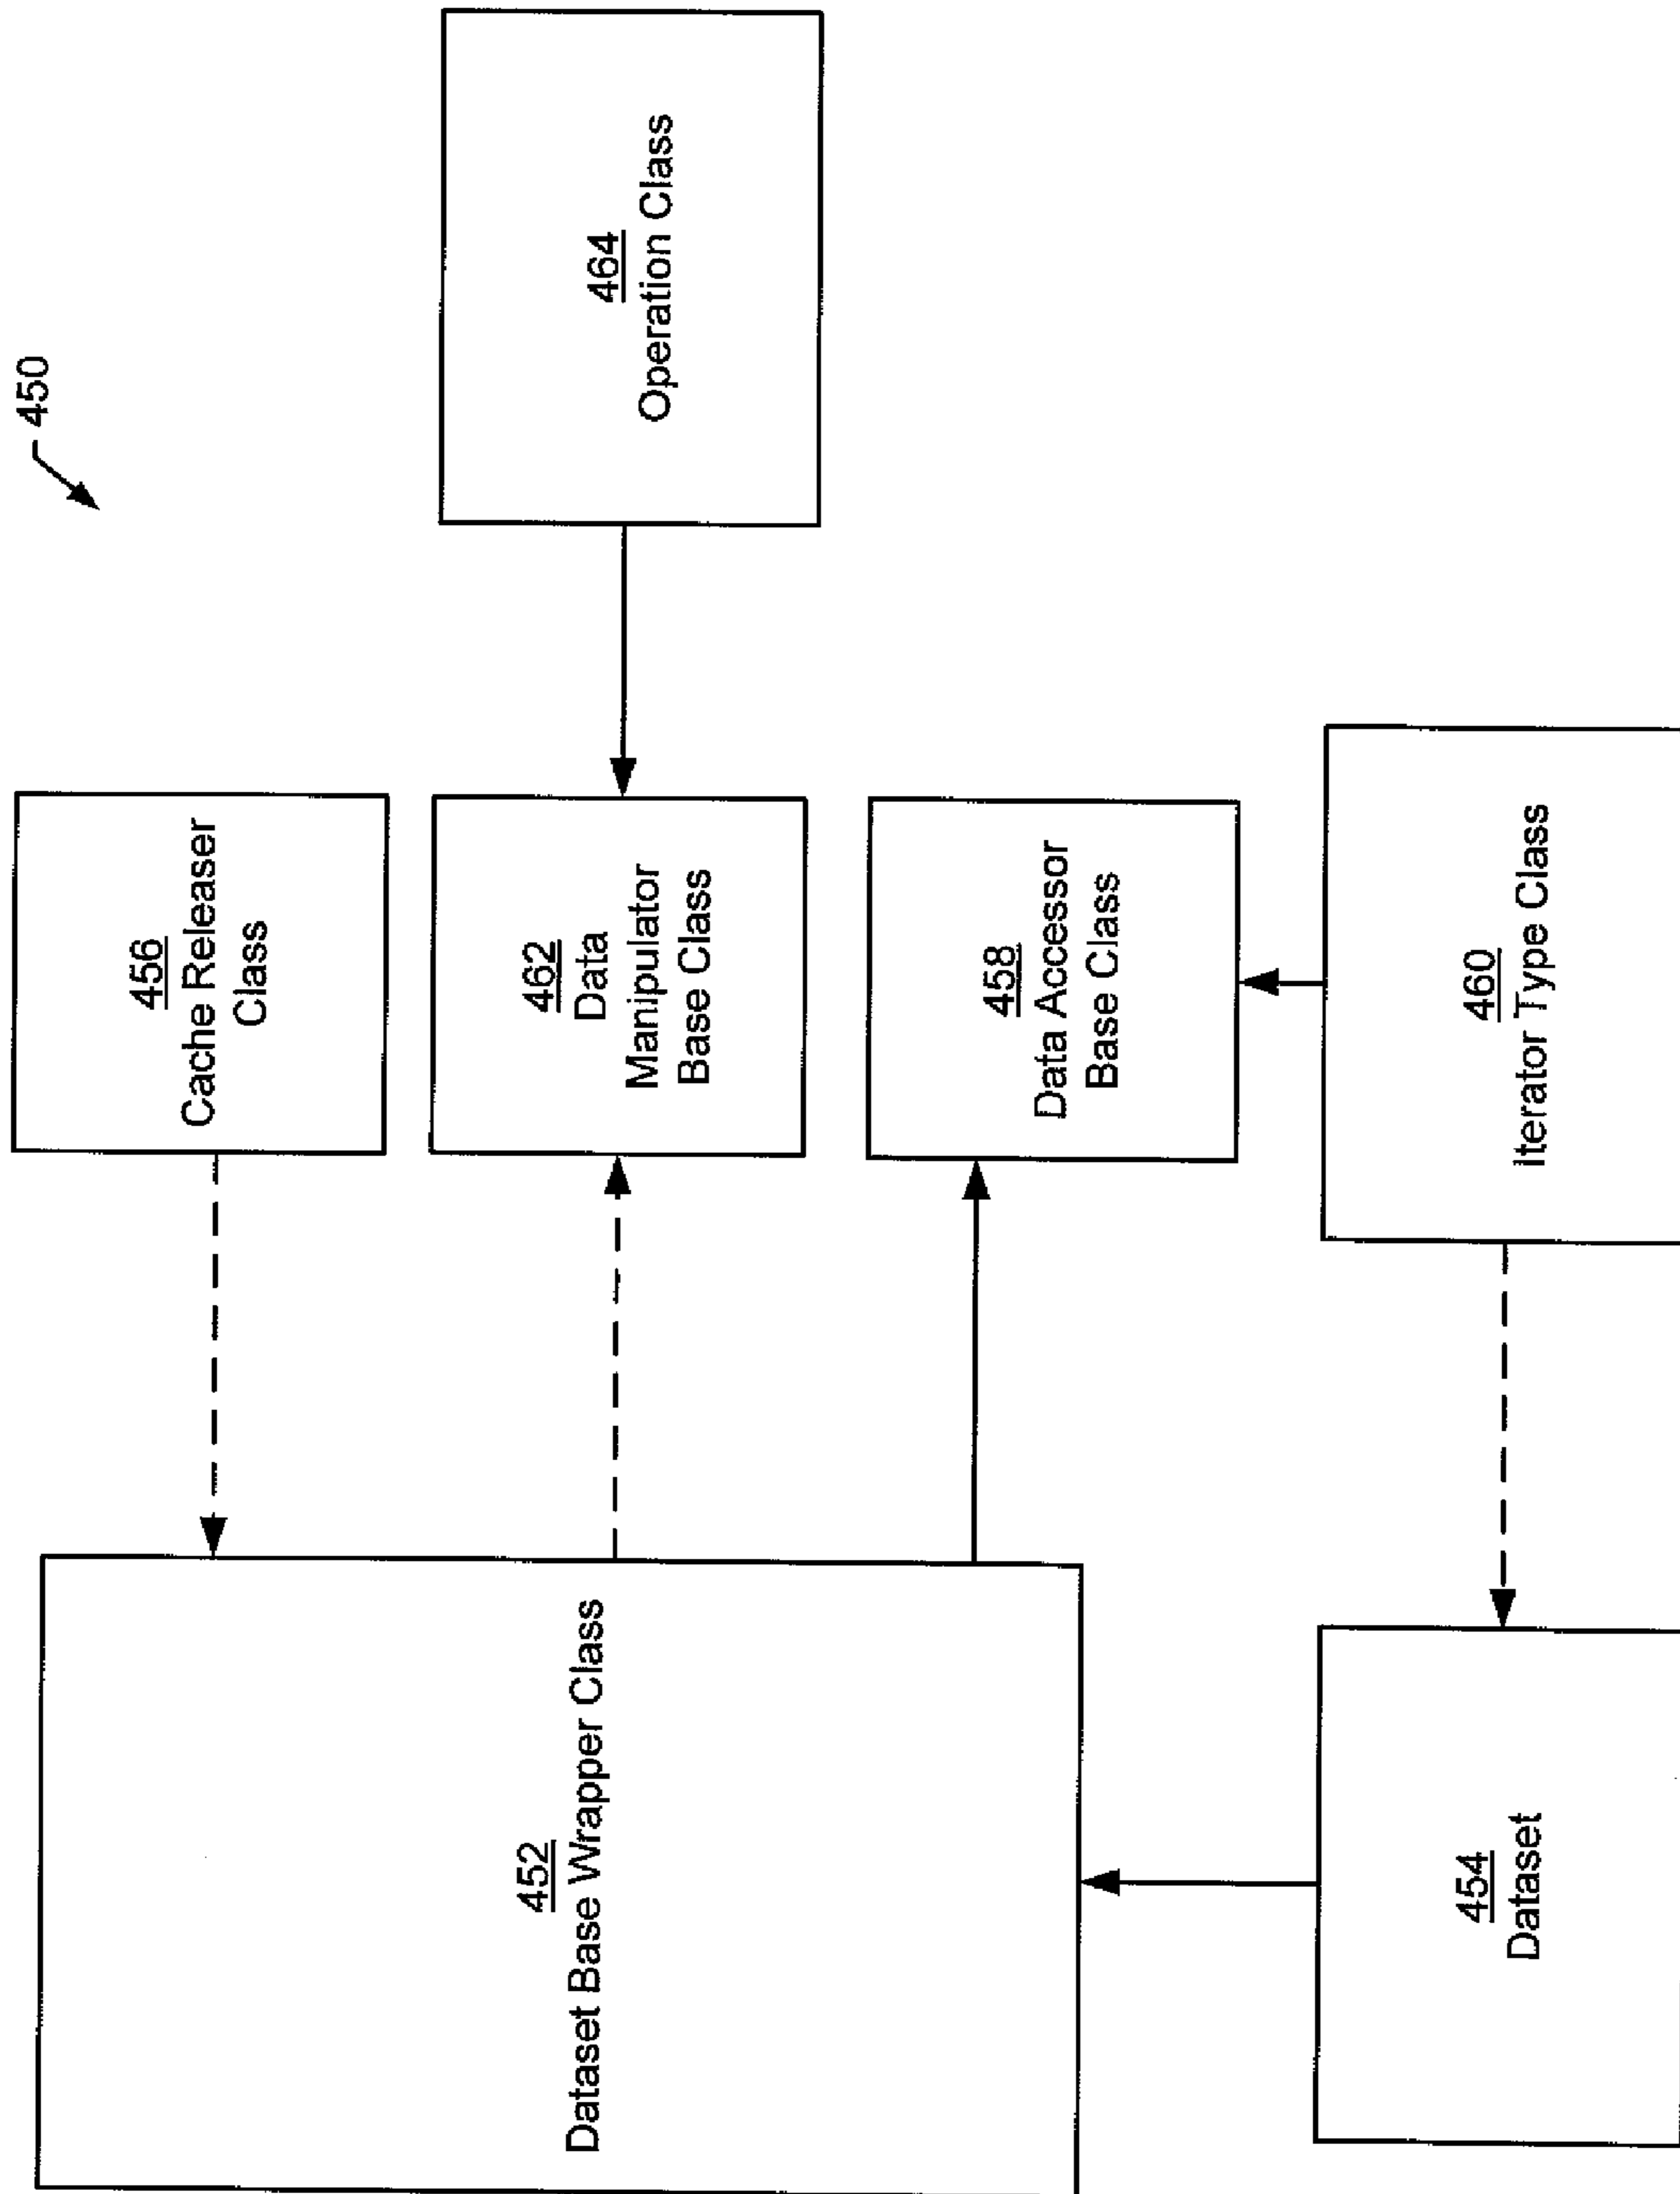 450
452
Dataset Base Wrapper Class
456
Cache Releaser
Class
462
Data
Manipulator
Base Class
464
Operation Class
458
Data Accessor
Base Class
454
Dataset
460
Iterator Type Class